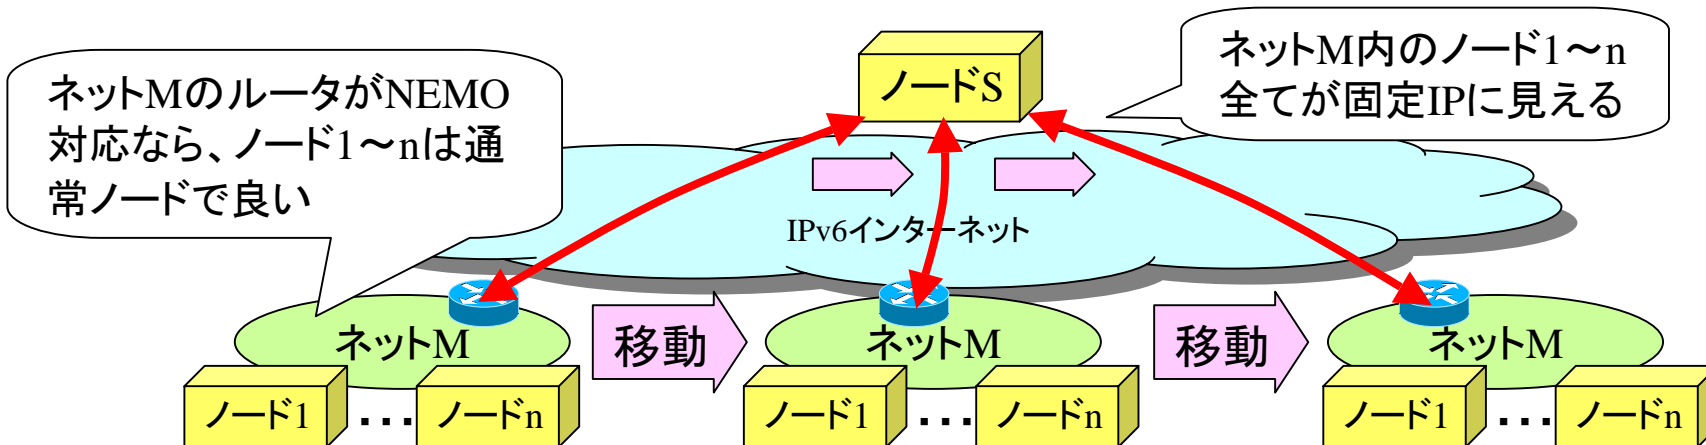 ネットMのルータがNEMO
対応なら、ノード1～nは通
常ノードで良い
ノードS
ネットM内のノード1～n
全てが固定IPに見える
IPv6インターネット
ネットM
移動
ネットM
移動
ネットM
ノード1
･･･
ノードn
ノード1
･･･
ノードn
ノード1
･･･
ノードn